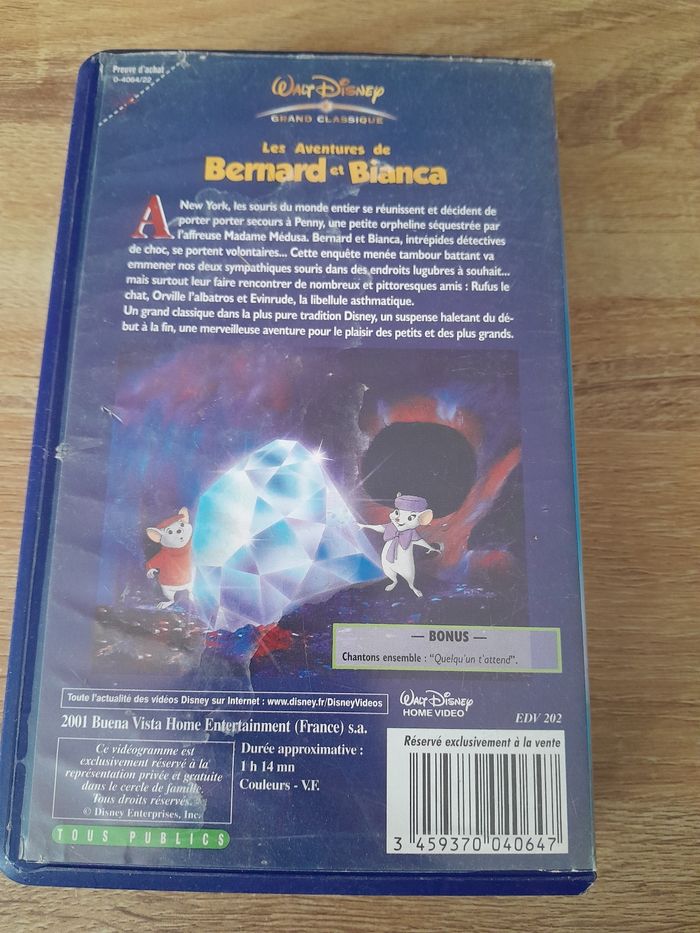 Preuve d'achat
0-4064/22
WALT DISNEY
GRAND CLASSIQUE
Les Aventures de
Bernard et Bianca
A New York, les souris du monde entier se réunissent et décident de
porter porter secours à Penny, une petite orpheline séquestrée par
l'affreuse Madame Médusa. Bernard et Bianca, intrépides détectives
de choc, se portent volontaires... Cette enquête menée tambour battant va
emmener nos deux sympathiques souris dans des endroits lugubres à souhait...
mais surtout leur faire rencontrer de nombreux et pittoresques amis : Rufus le
chat, Orville l'albatros et Evinrude, la libellule asthmatique.
Un grand classique dans la plus pure tradition Disney, un suspense haletant du dé-
but à la fin, une merveilleuse aventure pour le plaisir des petits et des plus grands.
— BONUS —
Chantons ensemble : "Quelqu'un t'attend".
Toute l'actualité des vidéos Disney sur Internet : www.disney.fr/DisneyVideos
WALT DISNEY
HOME VIDEO
EDV 202
2001 Buena Vista Home Entertainment (France) s.a.
Ce vidéogramme est
exclusivement réservé à la
représentation privée et gratuite
dans le cercle de famille.
Tous droits réservés.
© Disney Enterprises, Inc.
Durée approximative :
1 h 14 mn
Couleurs - V.F.
TOUS PUBLICS
Réservé exclusivement à la vente
3 459370 040647